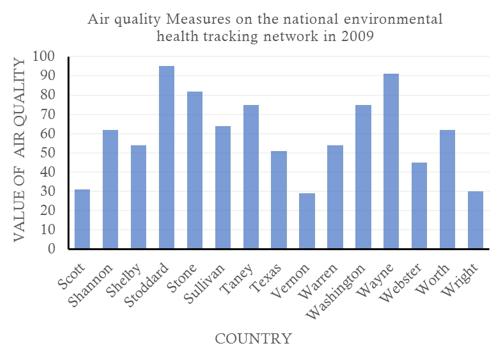 Air quality Measures on the national environmental
health tracking network in 2009
VALUE OF AIR QUALITY
100
90
80
70
60
50
40
30
20
10
0
Scott
Shannon
Shelby
Stoddard
Stone
Sullivan
Taney
Texas
Vernon
Warren
Washington
Wayne
Webster
Worth
Wright
COUNTRY